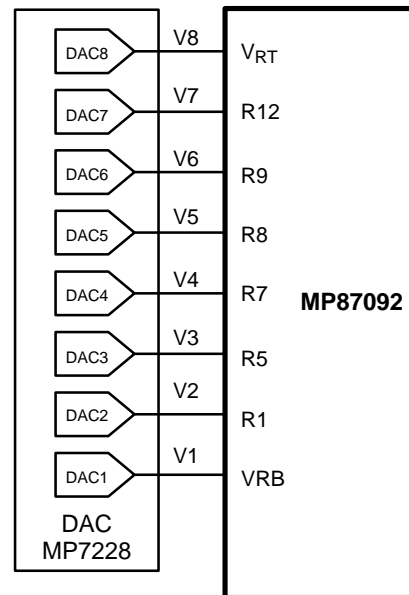 DAC8 V8 V_RT
DAC7 V7 R12
DAC6 V6 R9
DAC5 V5 R8
DAC4 V4 R7
MP87092
DAC3 V3 R5
DAC2 V2 R1
DAC1 V1 VRB
DAC
MP7228